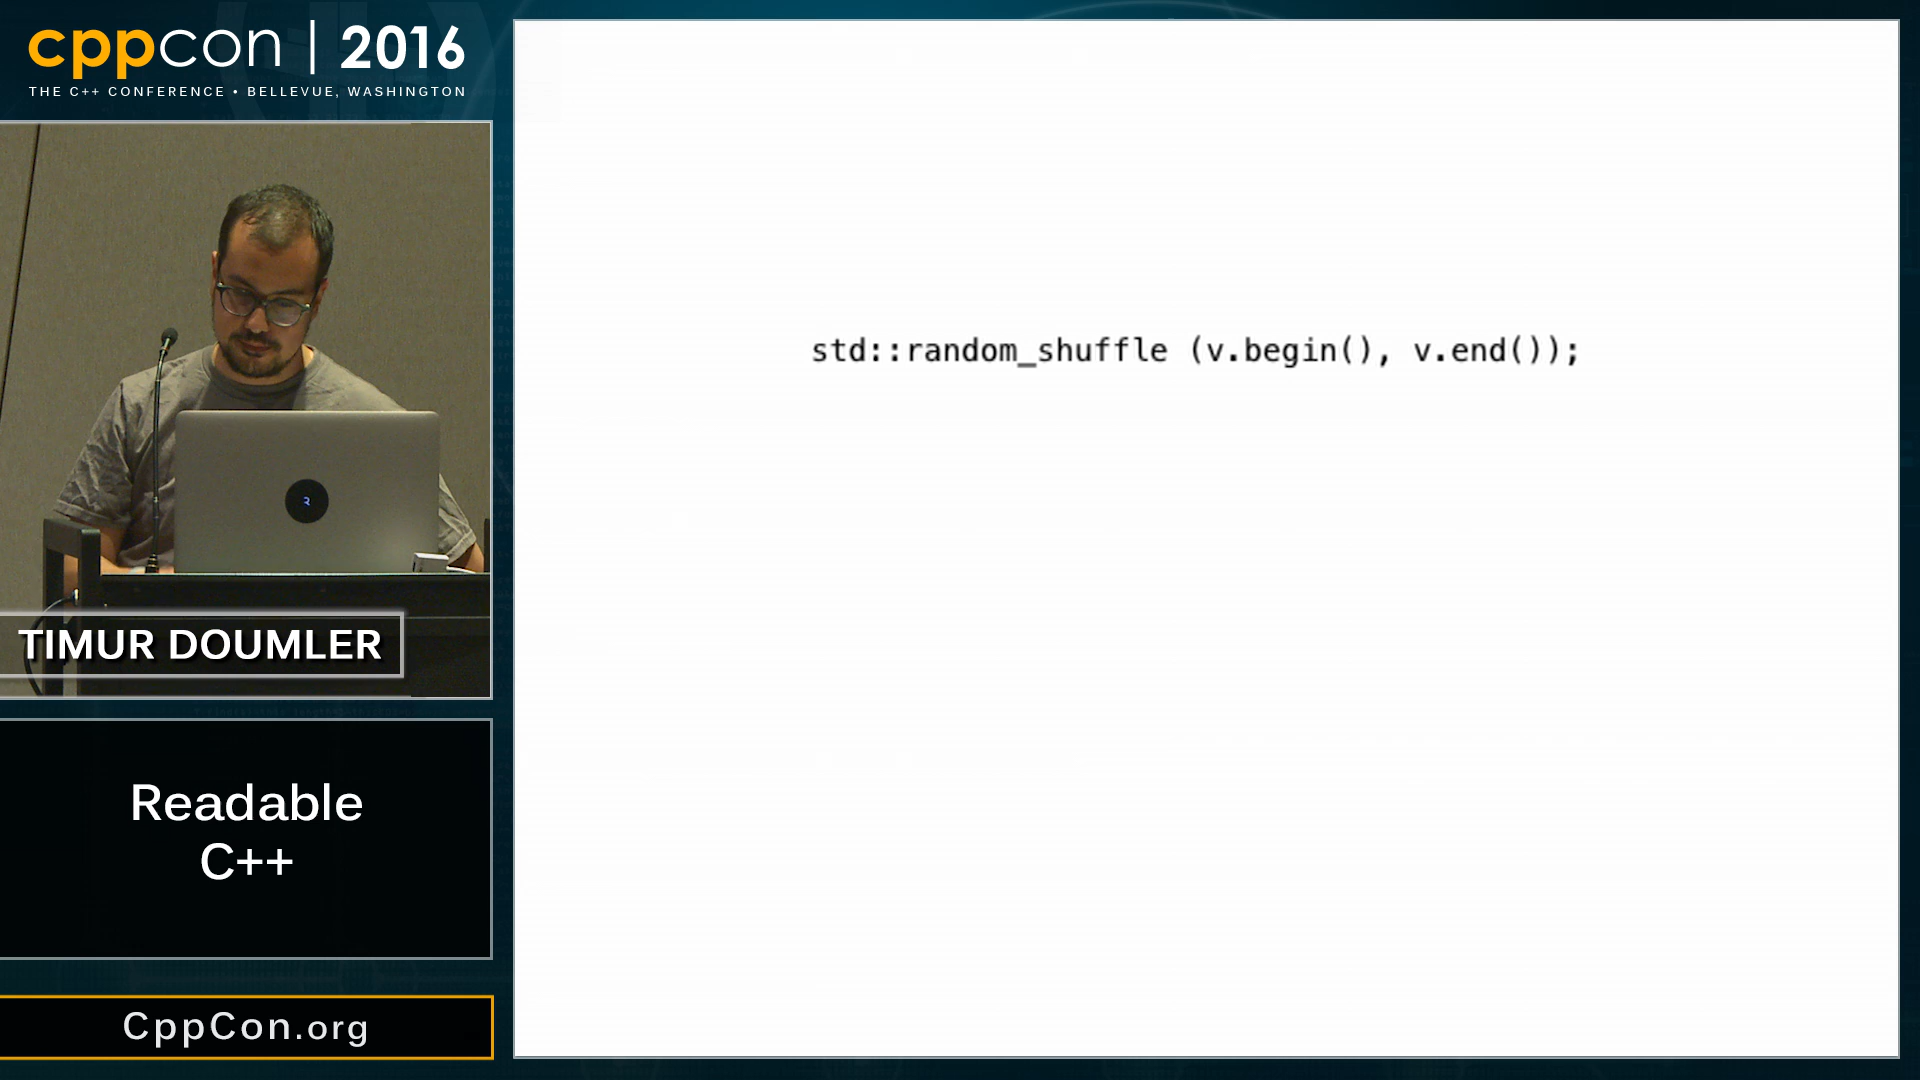 cppcon | 2016
THE C++ CONFERENCE • BELLEVUE, WASHINGTON
std::random_shuffle (v.begin(), v.end());
TIMUR DOUMLER
Readable
C++
CppCon.org